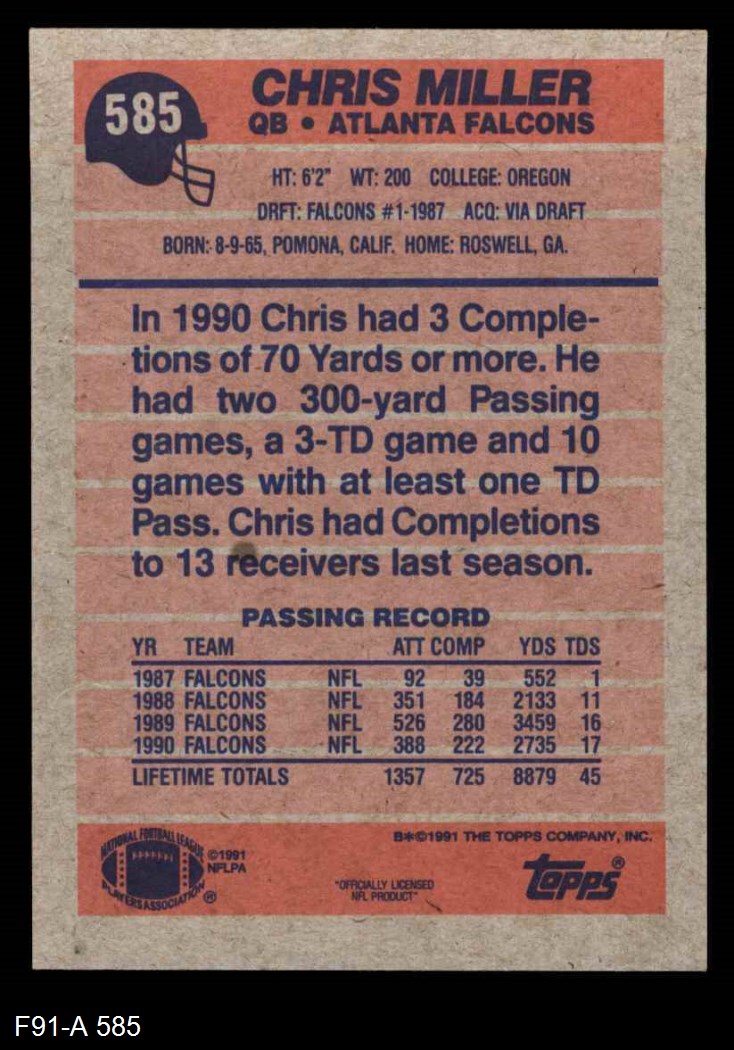 585
CHRIS MILLER
QB • ATLANTA FALCONS
HT: 6'2" WT: 200 COLLEGE: OREGON
DRFT: FALCONS #1-1987 ACQ: VIA DRAFT
BORN: 8-9-65, POMONA, CALIF. HOME: ROSWELL, GA.
In 1990 Chris had 3 Comple-
tions of 70 Yards or more. He
had two 300-yard Passing
games, a 3-TD game and 10
games with at least one TD
Pass. Chris had Completions
to 13 receivers last season.
PASSING RECORD
YR TEAM ATT COMP YDS TDS
1987 FALCONS NFL 92 39 552 1
1988 FALCONS NFL 351 184 2133 11
1989 FALCONS NFL 526 280 3459 16
1990 FALCONS NFL 388 222 2735 17
LIFETIME TOTALS 1357 725 8879 45
B*©1991 THE TOPPS COMPANY, INC.
NATIONAL FOOTBALL LEAGUE
PLAYERS ASSOCIATION ®
©1991
NFLPA
"OFFICIALLY LICENSED
NFL PRODUCT"
topps®
F91-A 585